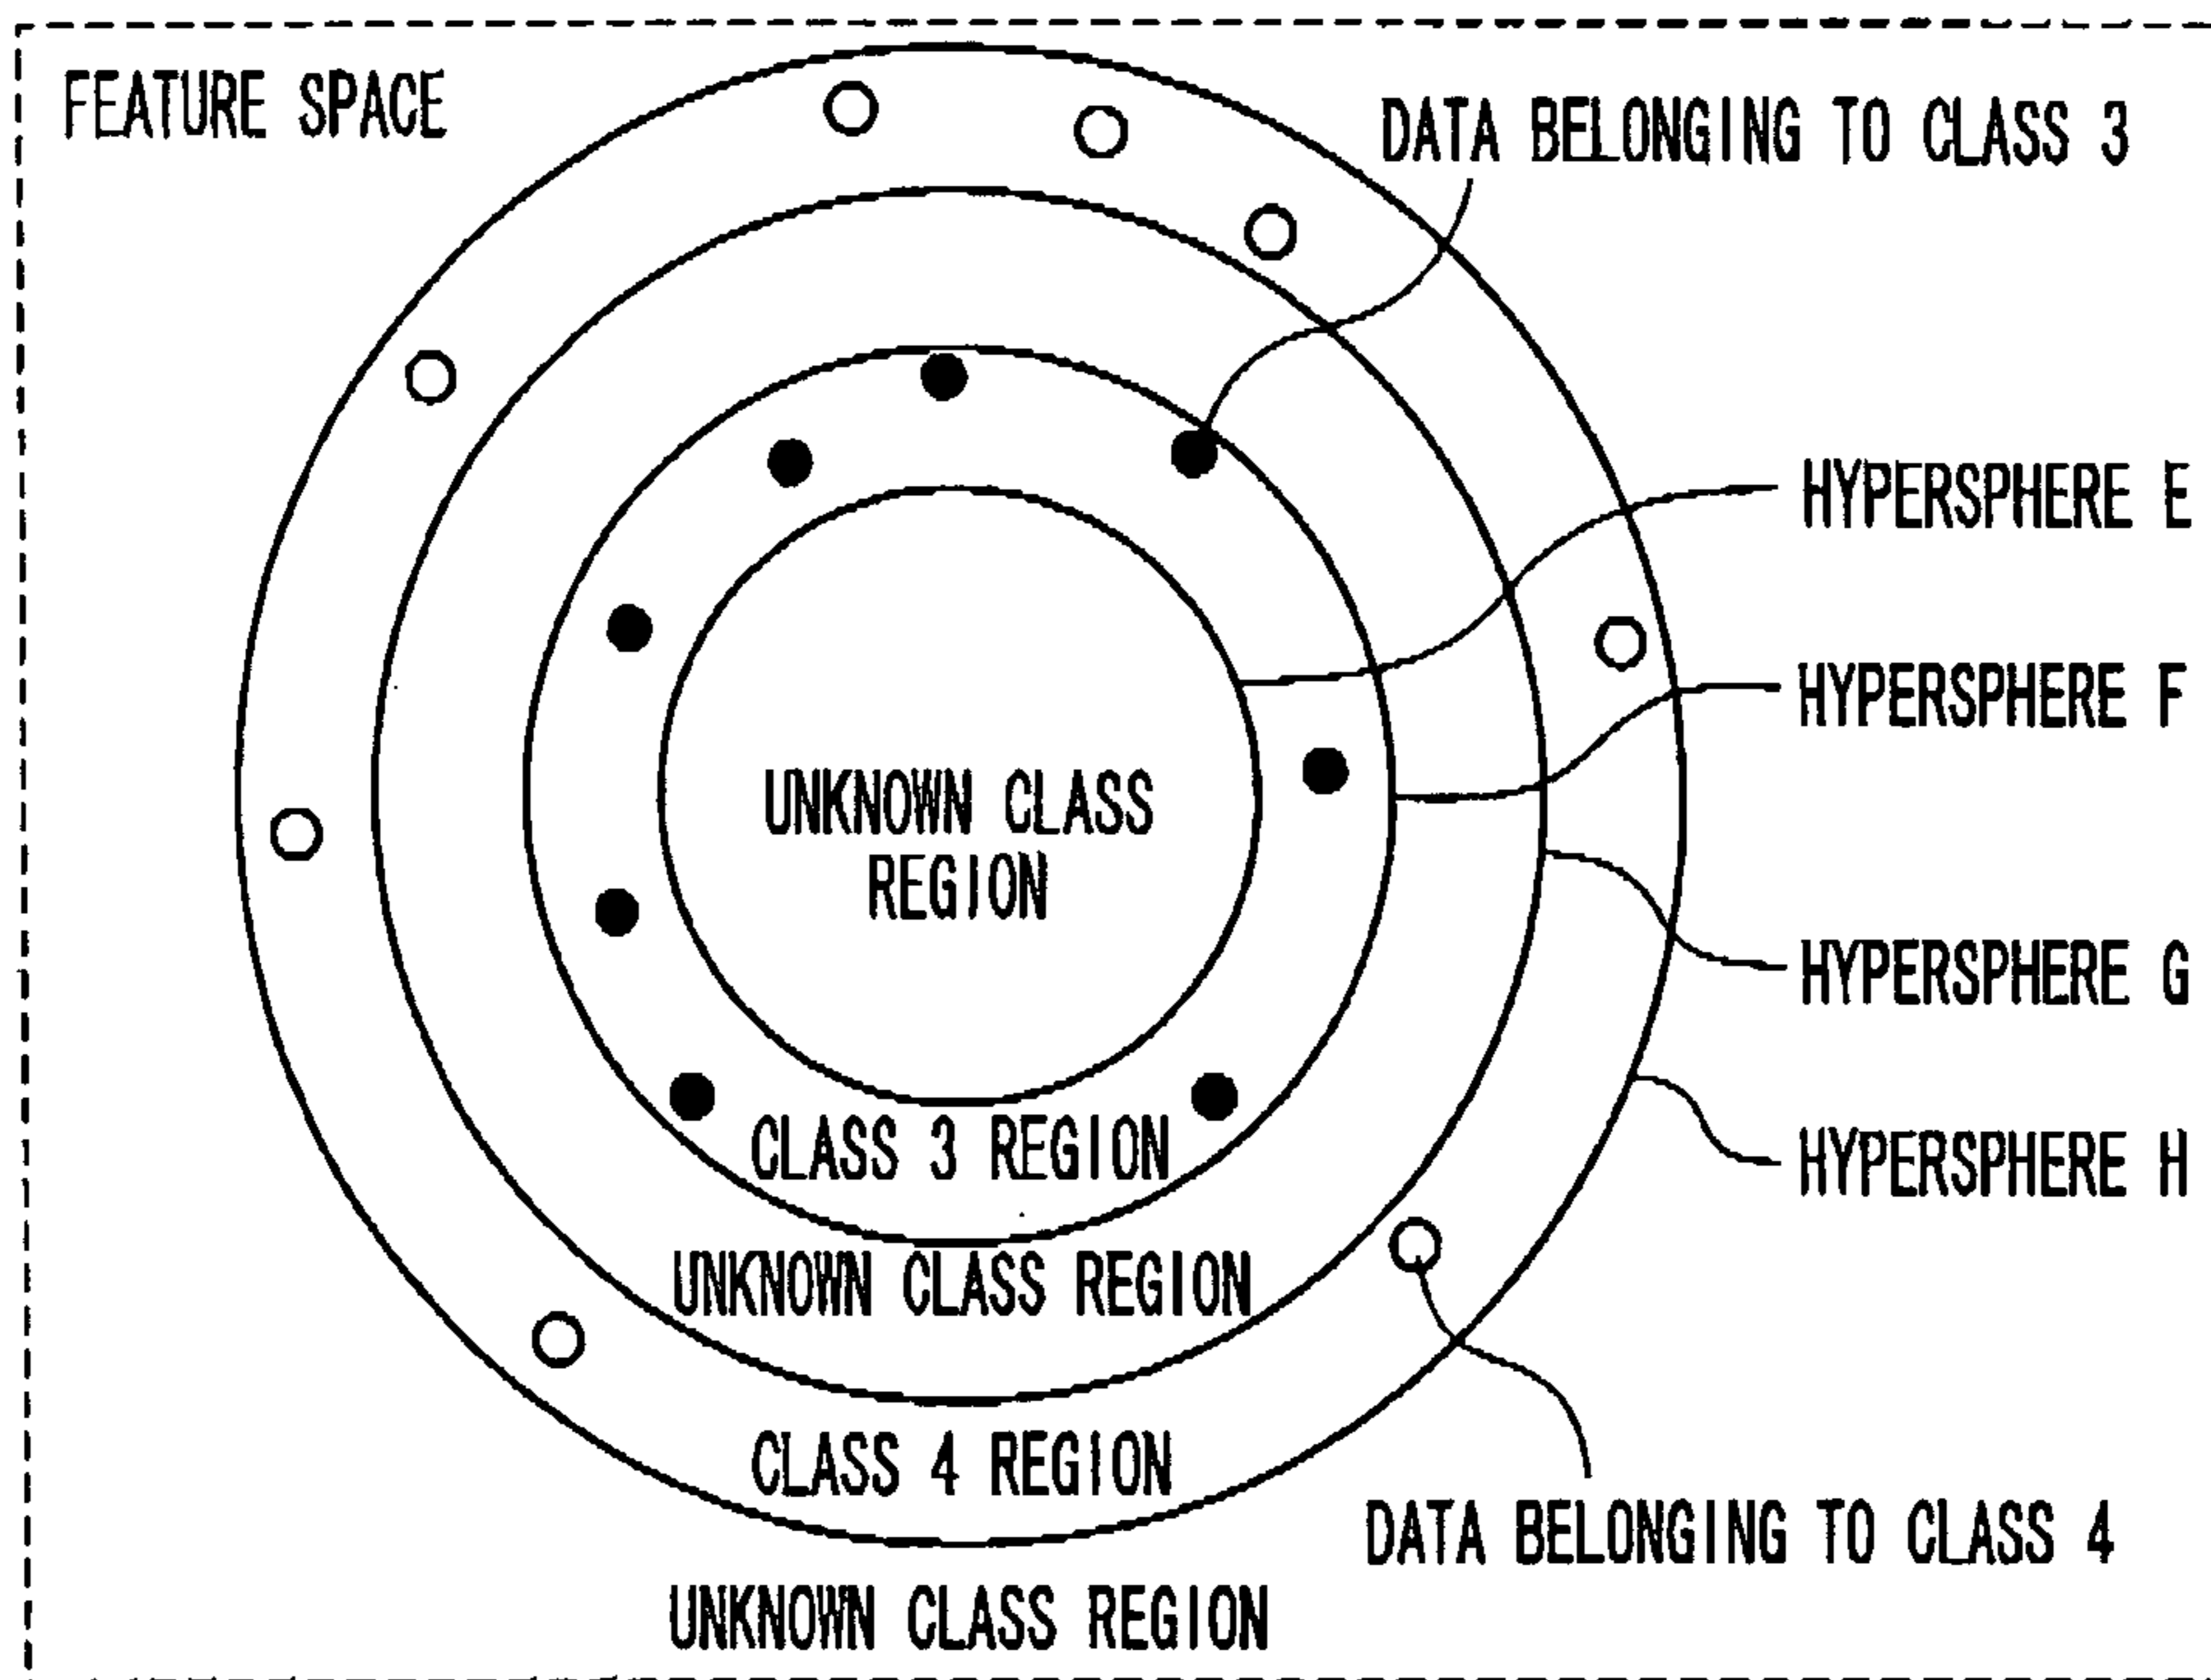 FEATURE SPACE
DATA BELONGING TO CLASS 3
HYPERSPHERE E
HYPERSPHERE F
UNKNOWN CLASS
REGION
HYPERSPHERE G
CLASS 3 REGION
HYPERSPHERE H
UNKNOWN CLASS REGION
CLASS 4 REGION
DATA BELONGING TO CLASS 4
UNKNOWN CLASS REGION